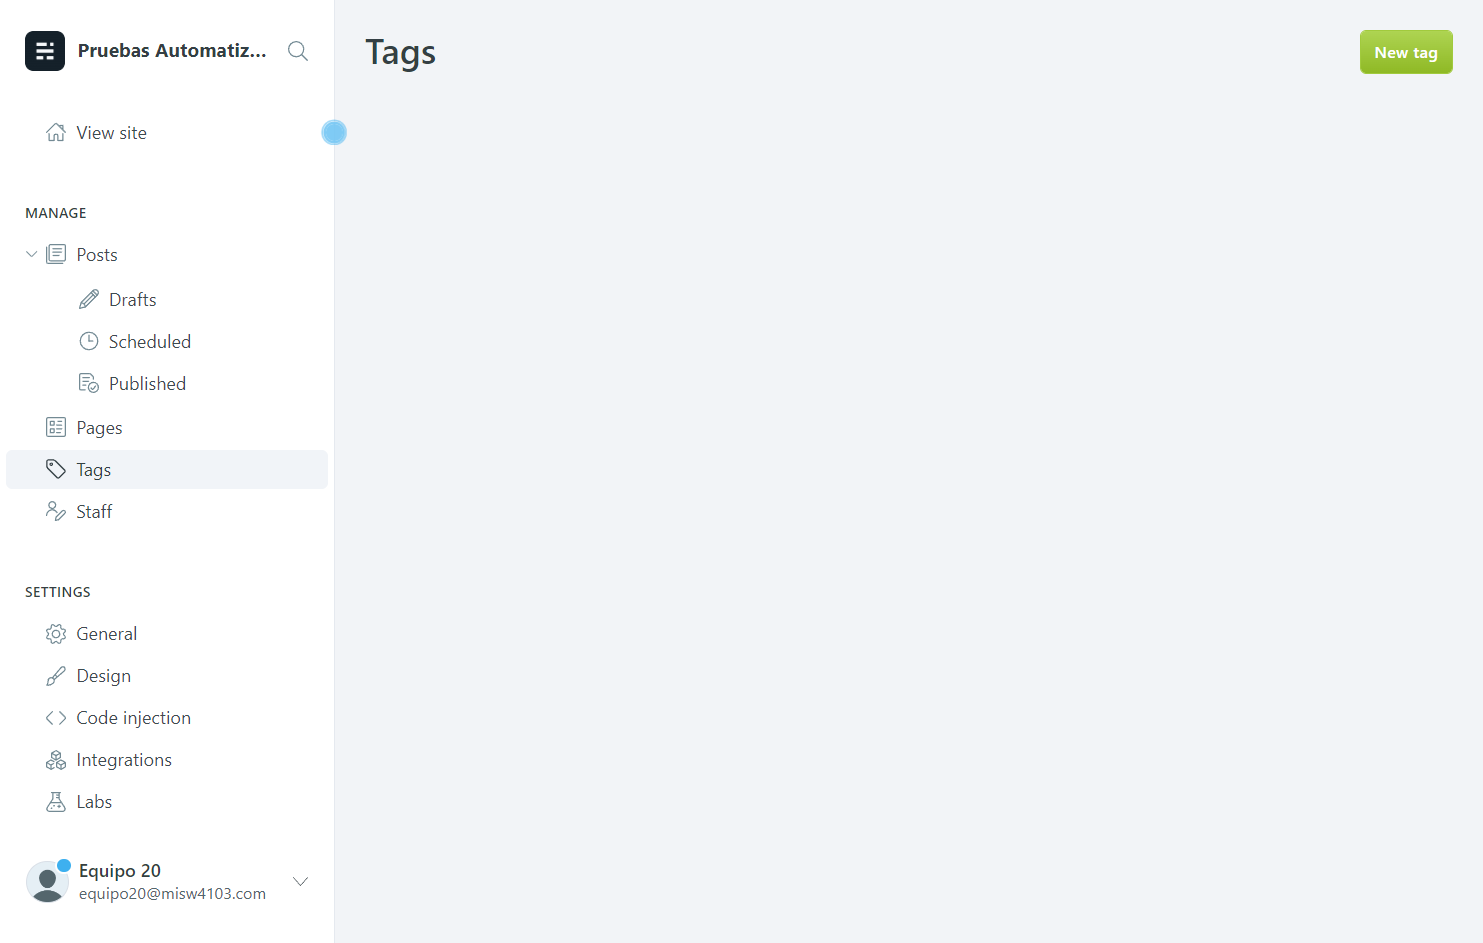 Pruebas Automatiz...
View site
MANAGE
Posts
Drafts
Scheduled
Published
Pages
Tags
Staff
SETTINGS
General
Design
Code injection
Integrations
Labs
Equipo 20
equipo20@misw4103.com
Tags
New tag